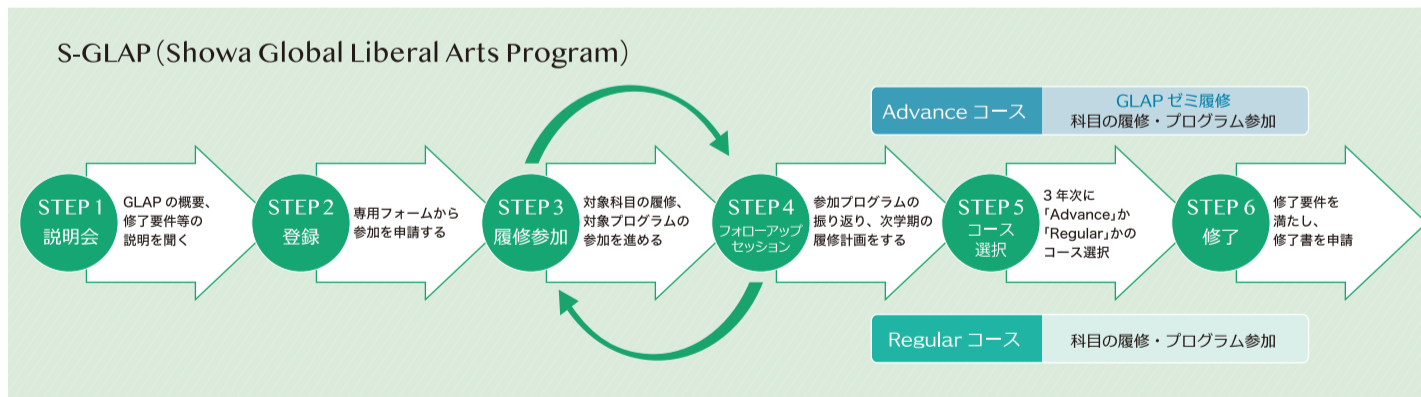 S-GLAP（Showa Global Liberal Arts Program）
STEP 1
説明会
GLAP の概要、
修了要件等の
説明を聞く
STEP 2
登録
専用フォームから
参加を申請する
STEP 3
履修参加
対象科目の履修、
対象プログラムの
参加を進める
STEP 4
フォローアップ
セッション
参加プログラムの
振り返り、次学期の
履修計画をする
STEP 5
コース
選択
3 年次に
「Advance」か
「Regular」かの
コース選択
STEP 6
修了
修了要件を
満たし、
修了書を申請
Advance コース
GLAP ゼミ履修
科目の履修・プログラム参加
Regular コース
科目の履修・プログラム参加